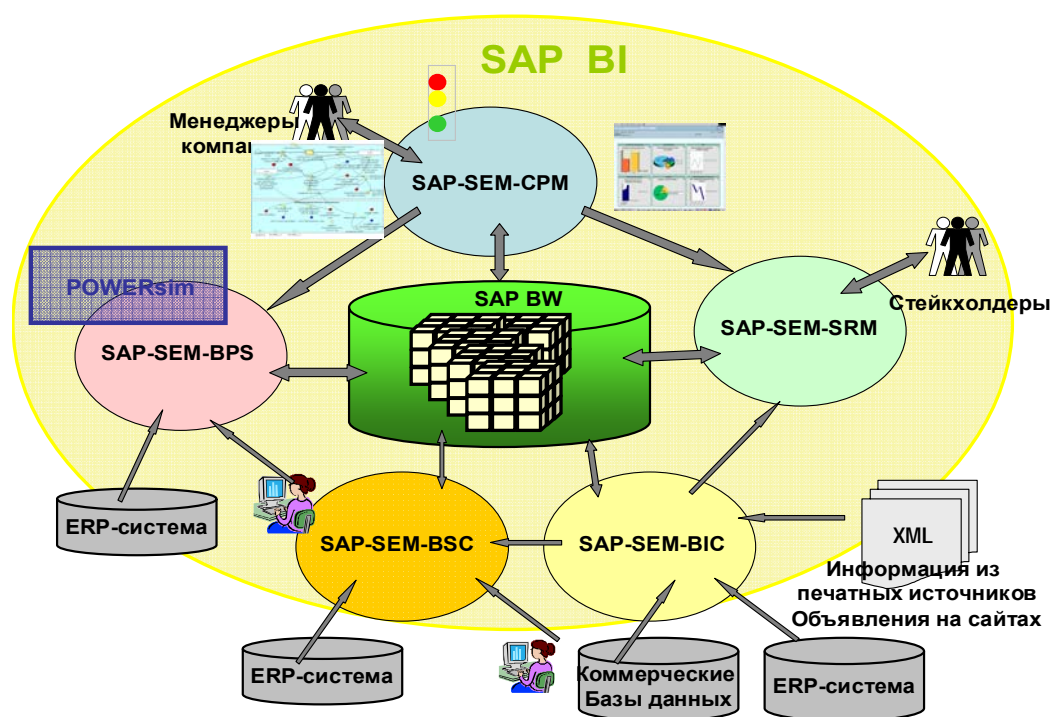 SAP BI
Менеджеры
SAP-SEM-CPM
POWERsim
SAP BW
Стейкхолдеры
SAP-SEM-BPS
SAP-SEM-SRM
ERP-система
SAP-SEM-BSC
SAP-SEM-BIC
XML
Информация из
печатных источников
Объявления на сайтах
ERP-система
Коммерческие
Базы данных
ERP-система